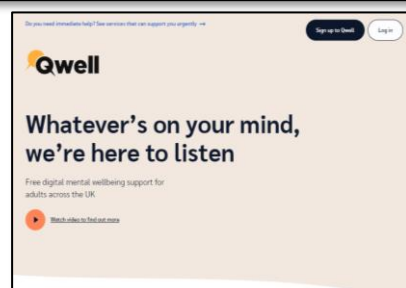 Do you need immediate help? See services that can support you urgently →
Sign up to Qwell
Log in
Qwell
Whatever's on your mind,
we're here to listen
Free digital mental wellbeing support for
adults across the UK
Watch video to find out more